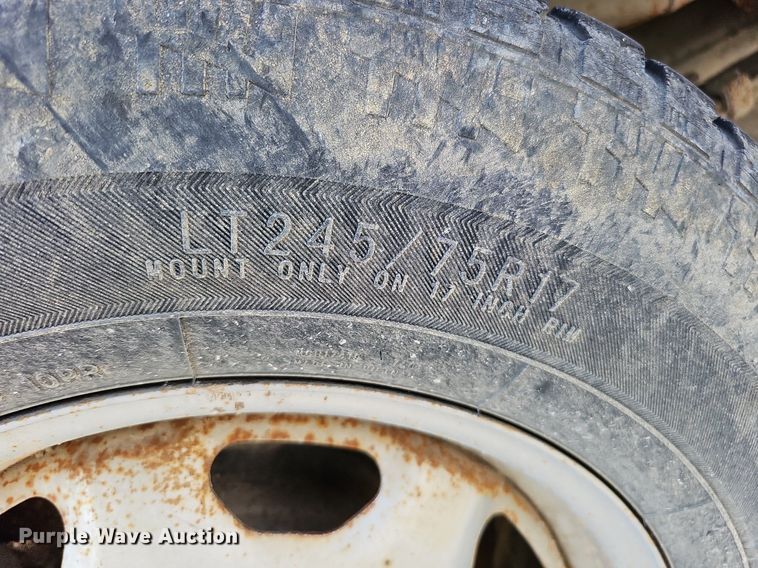 LT245/75R17
MOUNT ONLY ON 17 INCH RIM
Purple Wave Auction